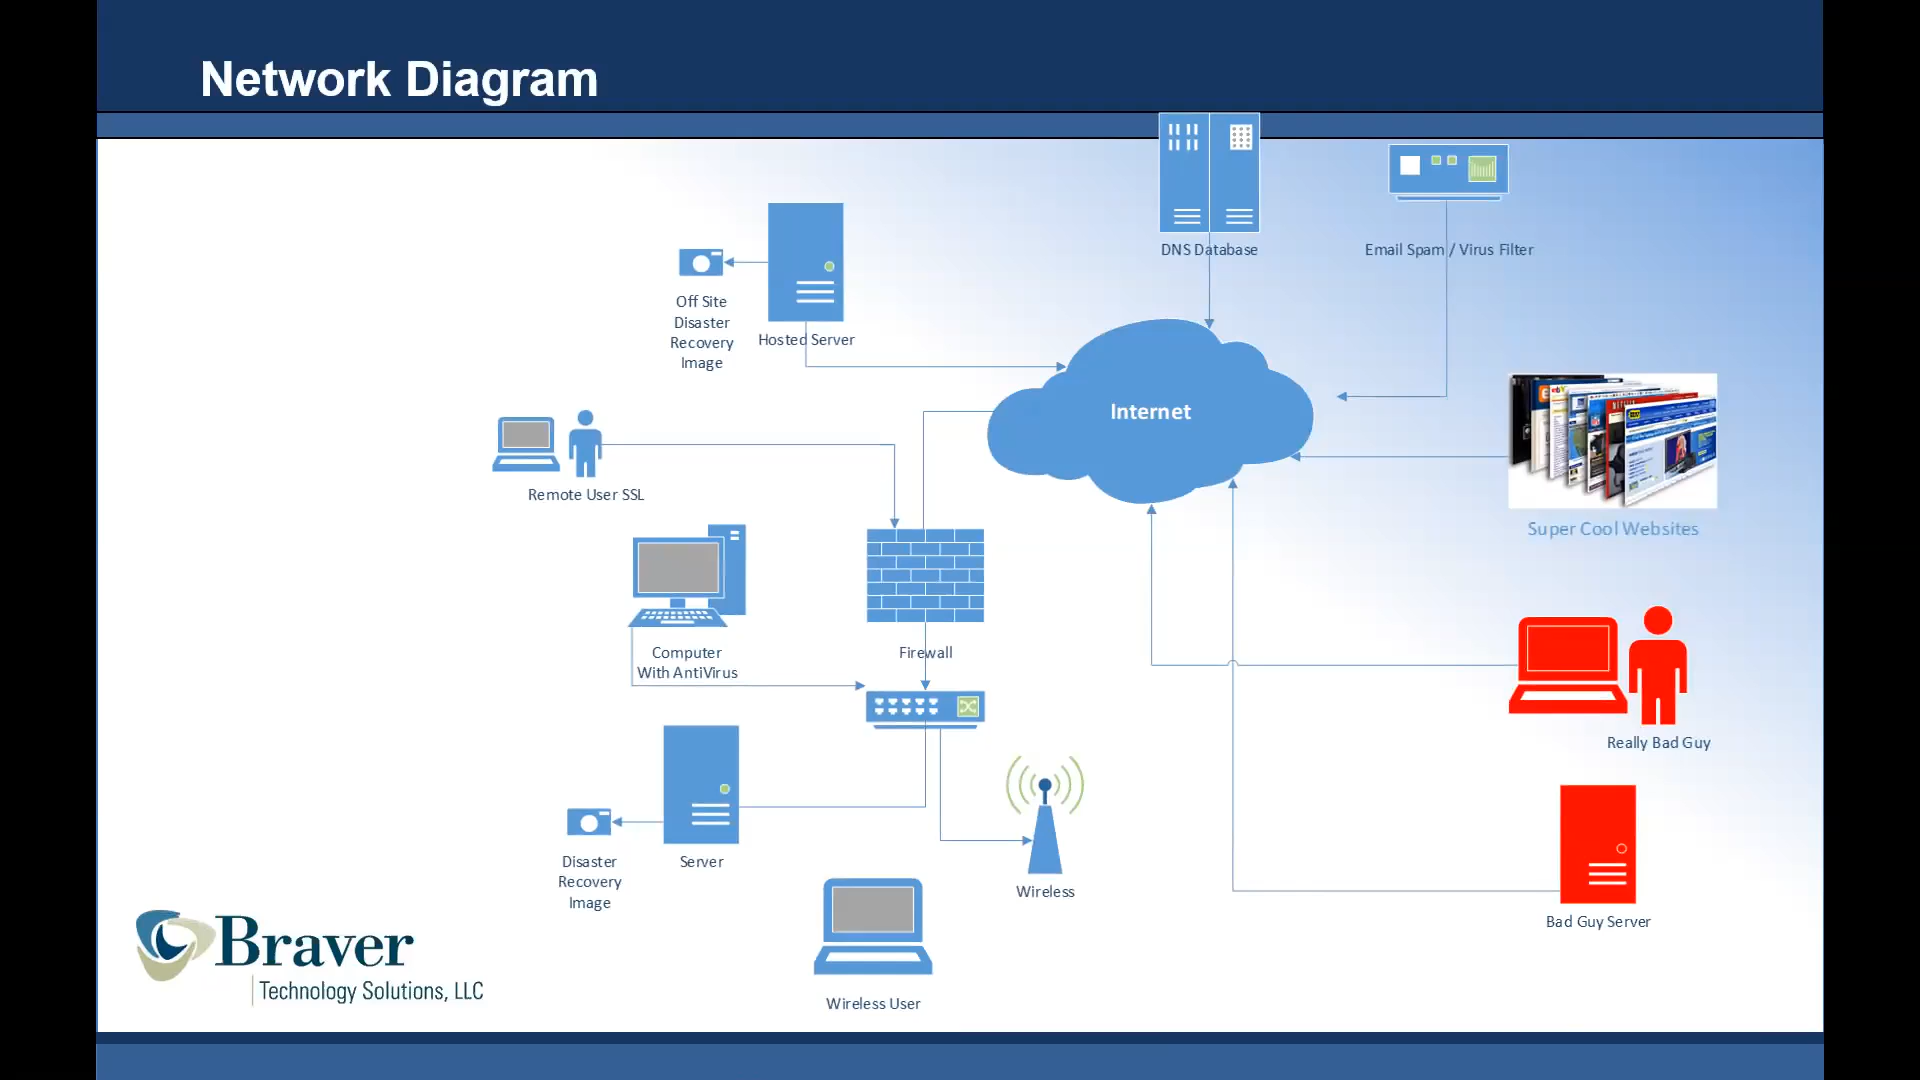 Network Diagram
DNS Database
Email Spam / Virus Filter
Off Site
Disaster
Recovery
Image
Hosted Server
Internet
Remote User SSL
Super Cool Websites
Computer
With AntiVirus
Firewall
Really Bad Guy
Disaster
Recovery
Image
Server
Wireless
Bad Guy Server
Wireless User
Braver
Technology Solutions, LLC